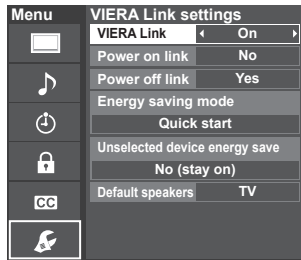 Menu
VIERA Link settings
VIERA Link On
Power on link No
Power off link Yes
Energy saving mode
Quick start
Unselected device energy save
No (stay on)
Default speakers TV
CC